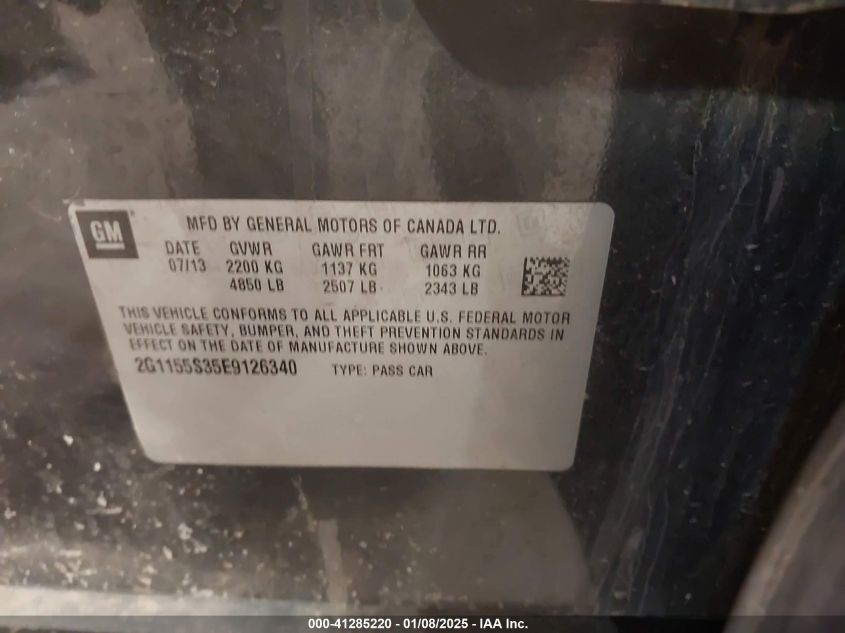 GM
MFD BY GENERAL MOTORS OF CANADA LTD.
DATE GVWR GAWR FRT GAWR RR
07/13 2200 KG 1137 KG 1063 KG
4850 LB 2507 LB 2343 LB
THIS VEHICLE CONFORMS TO ALL APPLICABLE U.S. FEDERAL MOTOR
VEHICLE SAFETY, BUMPER, AND THEFT PREVENTION STANDARDS IN
EFFECT ON THE DATE OF MANUFACTURE SHOWN ABOVE.
2G1155S35E9126340 TYPE: PASS CAR
000-41285220 - 01/08/2025 - IAA Inc.